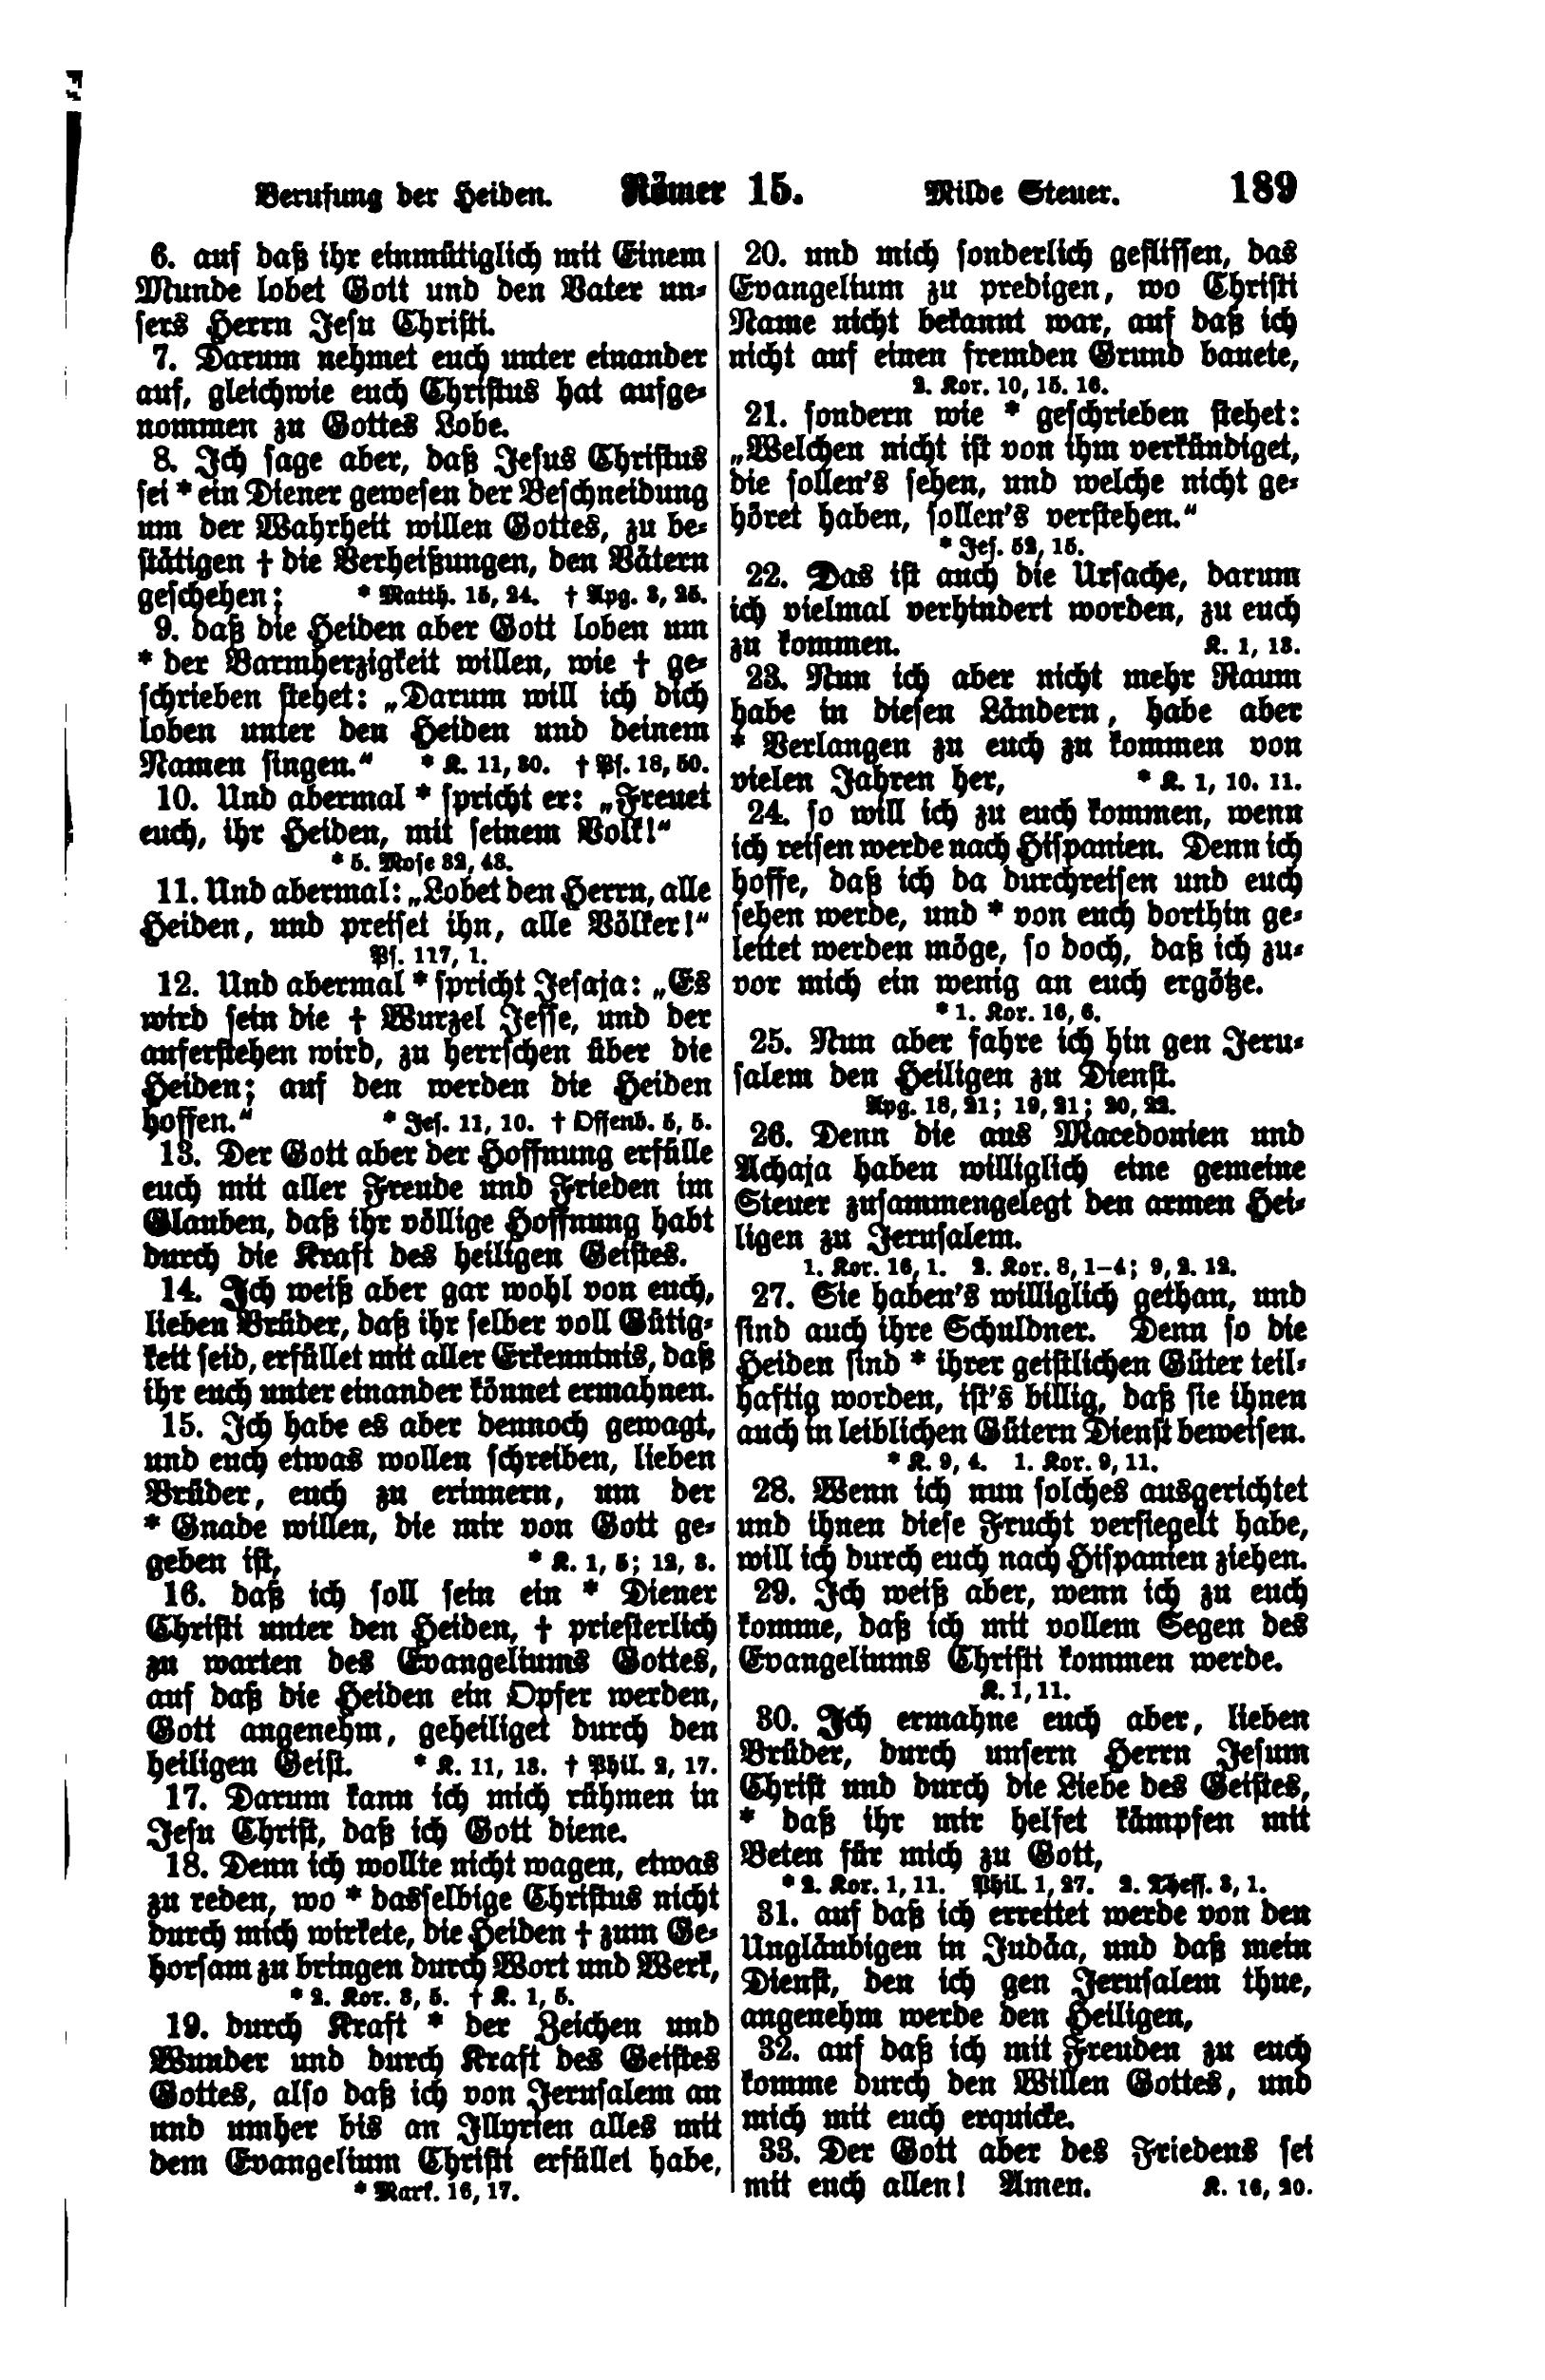 Berufung der Heiden. Römer 15. Milde Steuer. 189
6. auf daß ihr einmütiglich mit Einem
Munde lobet Gott und den Vater un-
sers Herrn Jesu Christi.
7. Darum nehmet euch unter einander
auf, gleichwie euch Christus hat aufge-
nommen zu Gottes Lobe.
8. Ich sage aber, daß Jesus Christus
sei * ein Diener gewesen der Beschneidung
um der Wahrheit willen Gottes, zu be-
stätigen † die Verheißungen, den Vätern
geschehen; * Matth. 15, 24. † Apg. 3, 25.
9. daß die Heiden aber Gott loben um
* der Barmherzigkeit willen, wie † ge-
schrieben stehet: „Darum will ich dich
loben unter den Heiden und deinem
Namen singen.“ * K. 11, 30. † Ps. 18, 50.
10. Und abermal * spricht er: „Freuet
euch, ihr Heiden, mit seinem Volk!“
* 5. Mose 32, 43.
11. Und abermal: „Lobet den Herrn, alle
Heiden, und preiset ihn, alle Völker!“
Ps. 117, 1.
12. Und abermal * spricht Jesaja: „Es
wird sein die † Wurzel Jesse, und der
auferstehen wird, zu herrschen über die
Heiden; auf den werden die Heiden
hoffen.“ * Jes. 11, 10. † Offenb. 5, 5.
13. Der Gott aber der Hoffnung erfülle
euch mit aller Freude und Frieden im
Glauben, daß ihr völlige Hoffnung habt
durch die Kraft des heiligen Geistes.
14. Ich weiß aber gar wohl von euch,
lieben Brüder, daß ihr selber voll Gütig-
keit seid, erfüllet mit aller Erkenntnis, daß
ihr euch unter einander könnet ermahnen.
15. Ich habe es aber dennoch gewagt,
und euch etwas wollen schreiben, lieben
Brüder, euch zu erinnern, um der
* Gnade willen, die mir von Gott ge-
geben ist, * K. 1, 5; 12, 3.
16. daß ich soll sein ein * Diener
Christi unter den Heiden, † priesterlich
zu warten des Evangeliums Gottes,
auf daß die Heiden ein Opfer werden,
Gott angenehm, geheiliget durch den
heiligen Geist. * K. 11, 13. † Phil. 2, 17.
17. Darum kann ich mich rühmen in
Jesu Christ, daß ich Gott diene.
18. Denn ich wollte nicht wagen, etwas
zu reden, wo * dasselbige Christus nicht
durch mich wirkete, die Heiden † zum Ge-
horsam zu bringen durch Wort und Werk,
* 2. Kor. 3, 5. † K. 1, 5.
19. durch Kraft * der Zeichen und
Wunder und durch Kraft des Geistes
Gottes, also daß ich von Jerusalem an
und umher bis an Illyrien alles mit
dem Evangelium Christi erfüllet habe,
* Mark. 16, 17.
20. und mich sonderlich geflissen, das
Evangelium zu predigen, wo Christi
Name nicht bekannt war, auf daß ich
nicht auf einen fremden Grund bauete,
2. Kor. 10, 15. 16.
21. sondern wie * geschrieben stehet:
„Welchen nicht ist von ihm verkündiget,
die sollen's sehen, und welche nicht ge-
höret haben, sollen's verstehen.“
* Jes. 52, 15.
22. Das ist auch die Ursache, darum
ich vielmal verhindert worden, zu euch
zu kommen. K. 1, 13.
23. Nun ich aber nicht mehr Raum
habe in diesen Ländern, habe aber
* Verlangen zu euch zu kommen von
vielen Jahren her, * K. 1, 10. 11.
24. so will ich zu euch kommen, wenn
ich reisen werde nach Hispanien. Denn ich
hoffe, daß ich da durchreisen und euch
sehen werde, und * von euch dorthin ge-
leitet werden möge, so doch, daß ich zu-
vor mich ein wenig an euch ergötze.
* 1. Kor. 16, 6.
25. Nun aber fahre ich hin gen Jeru-
salem den Heiligen zu Dienst.
Apg. 18, 21; 19, 21; 20, 22.
26. Denn die aus Macedonien und
Achaja haben williglich eine gemeine
Steuer zusammengelegt den armen Hei-
ligen zu Jerusalem.
1. Kor. 16, 1. 2. Kor. 8, 1-4; 9, 2. 12.
27. Sie haben's williglich gethan, und
sind auch ihre Schuldner. Denn so die
Heiden sind * ihrer geistlichen Güter teil-
haftig worden, ist's billig, daß sie ihnen
auch in leiblichen Gütern Dienst beweisen.
* K. 9, 4. 1. Kor. 9, 11.
28. Wenn ich nun solches ausgerichtet
und ihnen diese Frucht versiegelt habe,
will ich durch euch nach Hispanien ziehen.
29. Ich weiß aber, wenn ich zu euch
komme, daß ich mit vollem Segen des
Evangeliums Christi kommen werde.
K. 1, 11.
30. Ich ermahne euch aber, lieben
Brüder, durch unsern Herrn Jesum
Christ und durch die Liebe des Geistes,
* daß ihr mir helfet kämpfen mit
Beten für mich zu Gott,
* 2. Kor. 1, 11. Phil. 1, 27. 2. Thess. 3, 1.
31. auf daß ich errettet werde von den
Ungläubigen in Judäa, und daß mein
Dienst, den ich gen Jerusalem thue,
angenehm werde den Heiligen,
32. auf daß ich mit Freuden zu euch
komme durch den Willen Gottes, und
mich mit euch erquicke.
33. Der Gott aber des Friedens sei
mit euch allen! Amen. K. 16, 20.